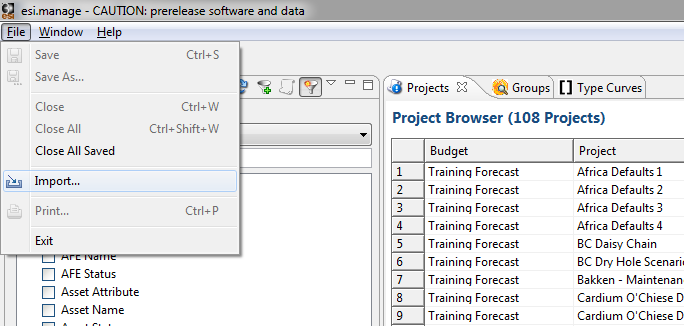 esi esi.manage - CAUTION: prerelease software and data
File Window Help
Save Ctrl+S
Save As...
Close Ctrl+W
Close All Ctrl+Shift+W
Close All Saved
Import...
Print... Ctrl+P
Exit
AFE Name
AFE Status
Asset Attribute
Asset Name
Projects Groups Type Curves
Project Browser (108 Projects)
Budget Project
1 Training Forecast Africa Defaults 1
2 Training Forecast Africa Defaults 2
3 Training Forecast Africa Defaults 3
4 Training Forecast Africa Defaults 4
5 Training Forecast BC Daisy Chain
6 Training Forecast BC Dry Hole Scenario
7 Training Forecast Bakken - Maintenan
8 Training Forecast Cardium O'Chiese D
9 Training Forecast Cardium O'Chiese D